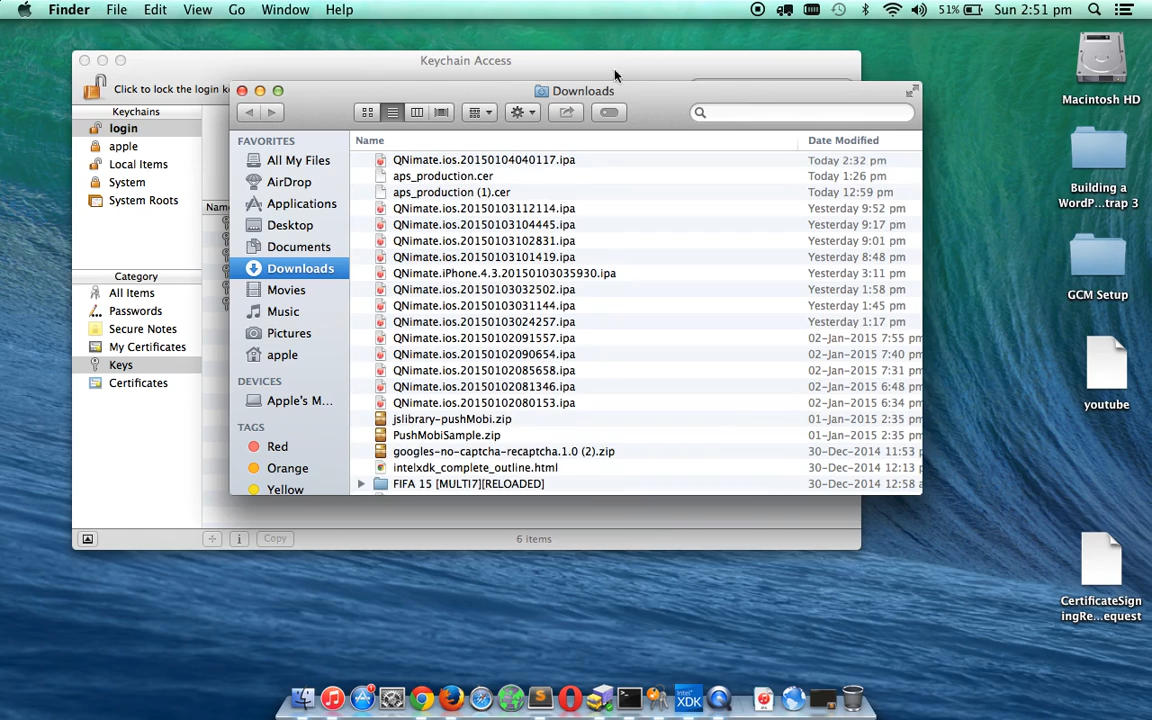 Finder File Edit View Go Window Help 51% Sun 2:51 pm
Keychain Access
Click to lock the login k
Keychains
login
apple
Local Items
System
System Roots
Nam
Category
All Items
Passwords
Secure Notes
My Certificates
Keys
Certificates
Copy
6 items
Downloads
FAVORITES
All My Files
AirDrop
Applications
Desktop
Documents
Downloads
Movies
Music
Pictures
apple
DEVICES
Apple's M...
TAGS
Red
Orange
Yellow
Name Date Modified
QNimate.ios.20150104040117.ipa Today 2:32 pm
aps_production.cer Today 1:26 pm
aps_production (1).cer Today 12:59 pm
QNimate.ios.20150103112114.ipa Yesterday 9:52 pm
QNimate.ios.20150103104445.ipa Yesterday 9:17 pm
QNimate.ios.20150103102831.ipa Yesterday 9:01 pm
QNimate.ios.20150103101419.ipa Yesterday 8:48 pm
QNimate.iPhone.4.3.20150103035930.ipa Yesterday 3:11 pm
QNimate.ios.20150103032502.ipa Yesterday 1:58 pm
QNimate.ios.20150103031144.ipa Yesterday 1:45 pm
QNimate.ios.20150103024257.ipa Yesterday 1:17 pm
QNimate.ios.20150102091557.ipa 02-Jan-2015 7:55 pm
QNimate.ios.20150102090654.ipa 02-Jan-2015 7:40 pm
QNimate.ios.20150102085658.ipa 02-Jan-2015 7:31 pm
QNimate.ios.20150102081346.ipa 02-Jan-2015 6:48 pm
QNimate.ios.20150102080153.ipa 02-Jan-2015 6:34 pm
jslibrary-pushMobi.zip 01-Jan-2015 2:35 pm
PushMobiSample.zip 01-Jan-2015 2:35 pm
googles-no-captcha-recaptcha.1.0 (2).zip 30-Dec-2014 11:53 p
intelxdk_complete_outline.html 30-Dec-2014 12:13 p
FIFA 15 [MULTI7][RELOADED] 30-Dec-2014 12:58 a
Macintosh HD
Building a
WordP...trap 3
GCM Setup
youtube
CertificateSign
ingRe...equest
Intel
XDK